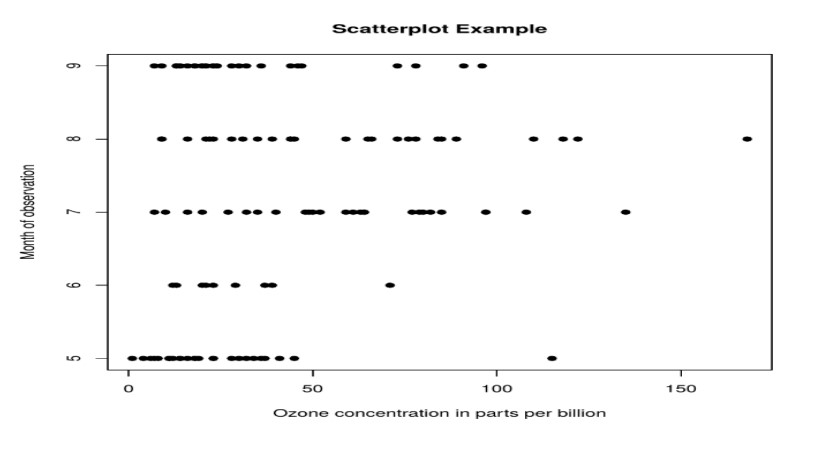 Scatterplot Example
Month of observation
9
8
7
6
5
0 50 100 150
Ozone concentration in parts per billion